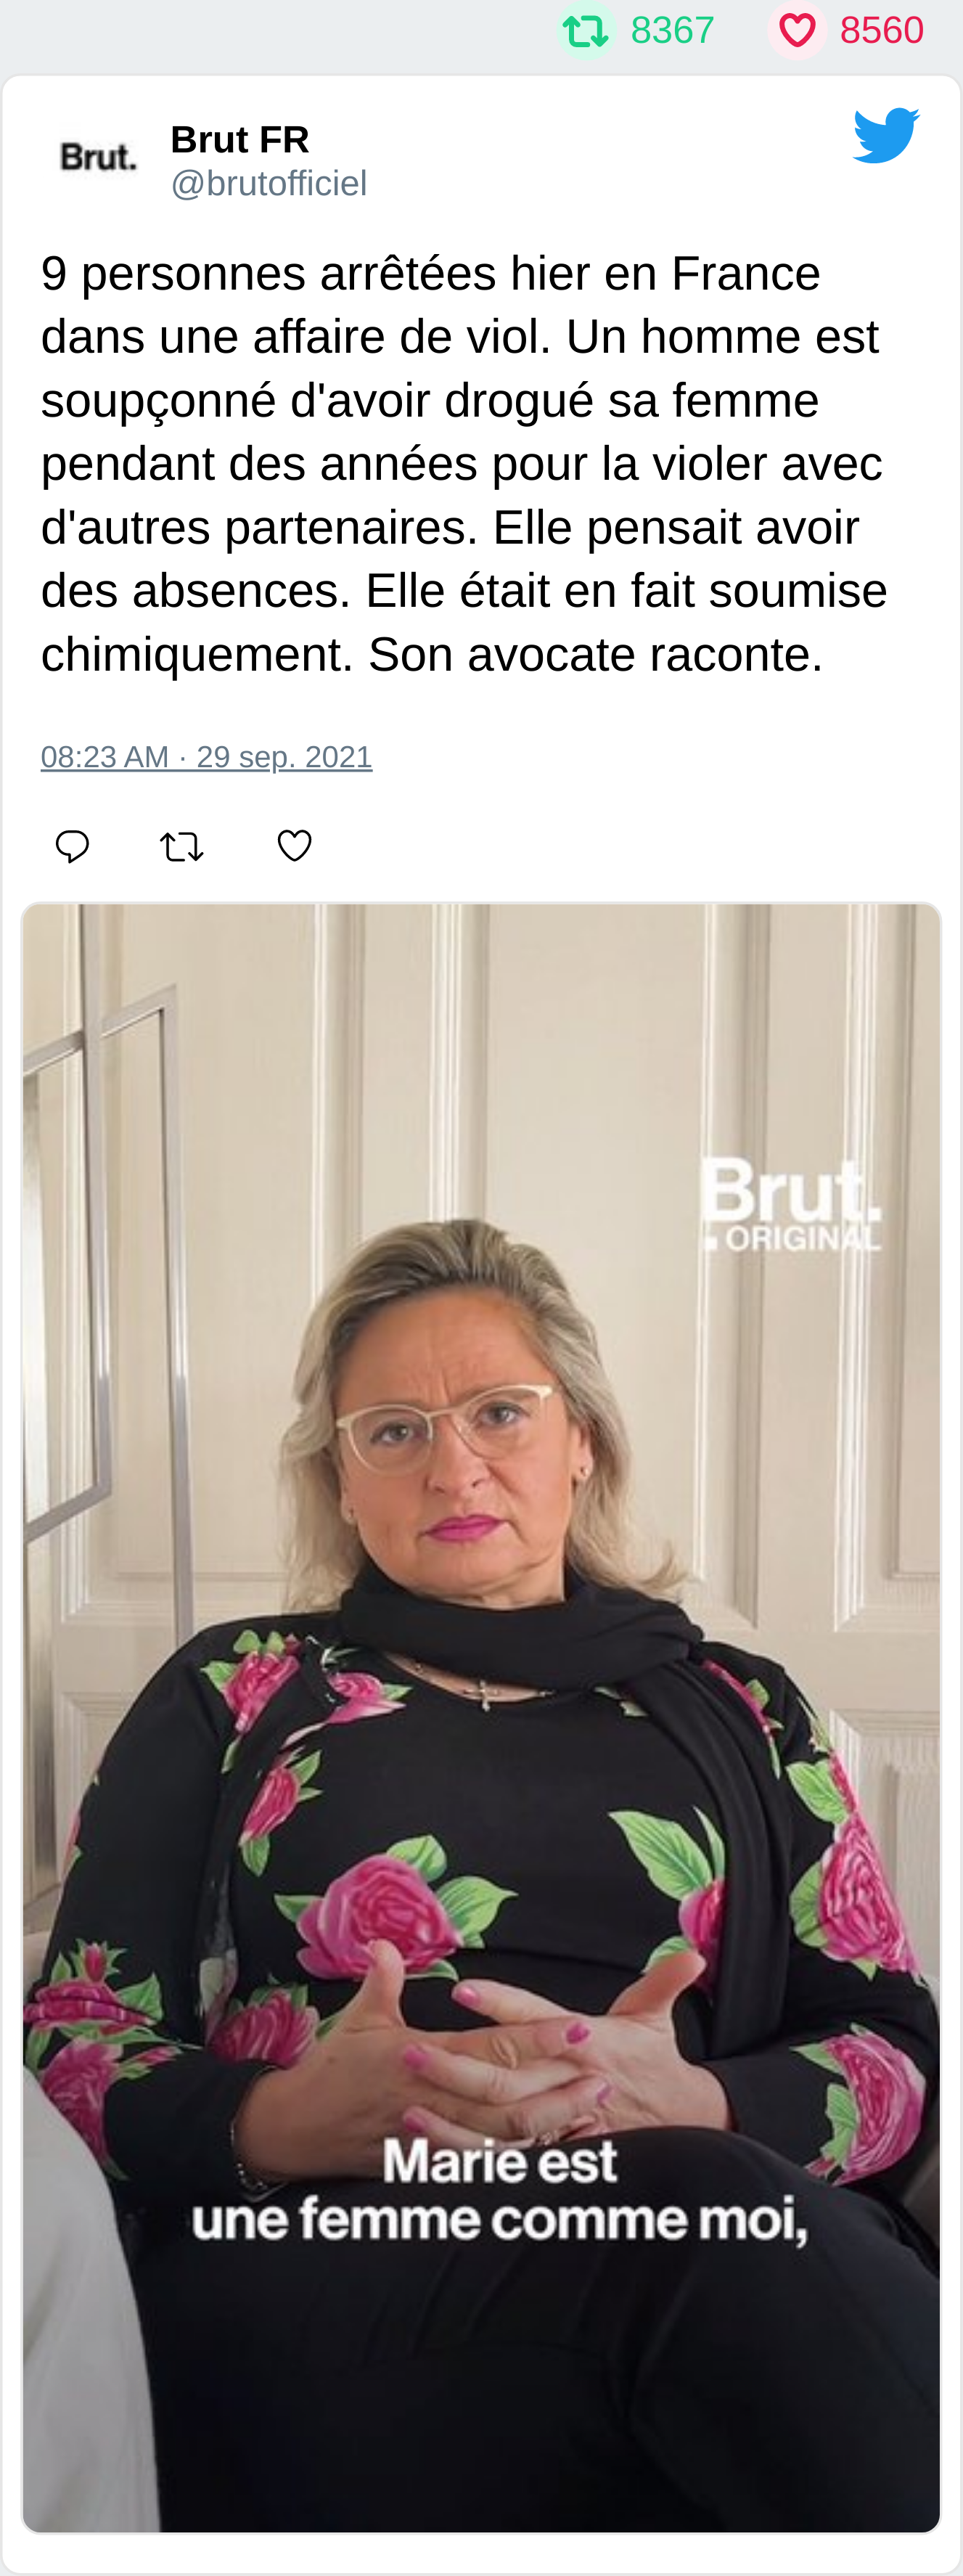 8367 8560
Brut.
Brut FR
@brutofficiel
9 personnes arrêtées hier en France
dans une affaire de viol. Un homme est
soupçonné d'avoir drogué sa femme
pendant des années pour la violer avec
d'autres partenaires. Elle pensait avoir
des absences. Elle était en fait soumise
chimiquement. Son avocate raconte.
08:23 AM · 29 sep. 2021
Brut.
ORIGINAL
Marie est
une femme comme moi,